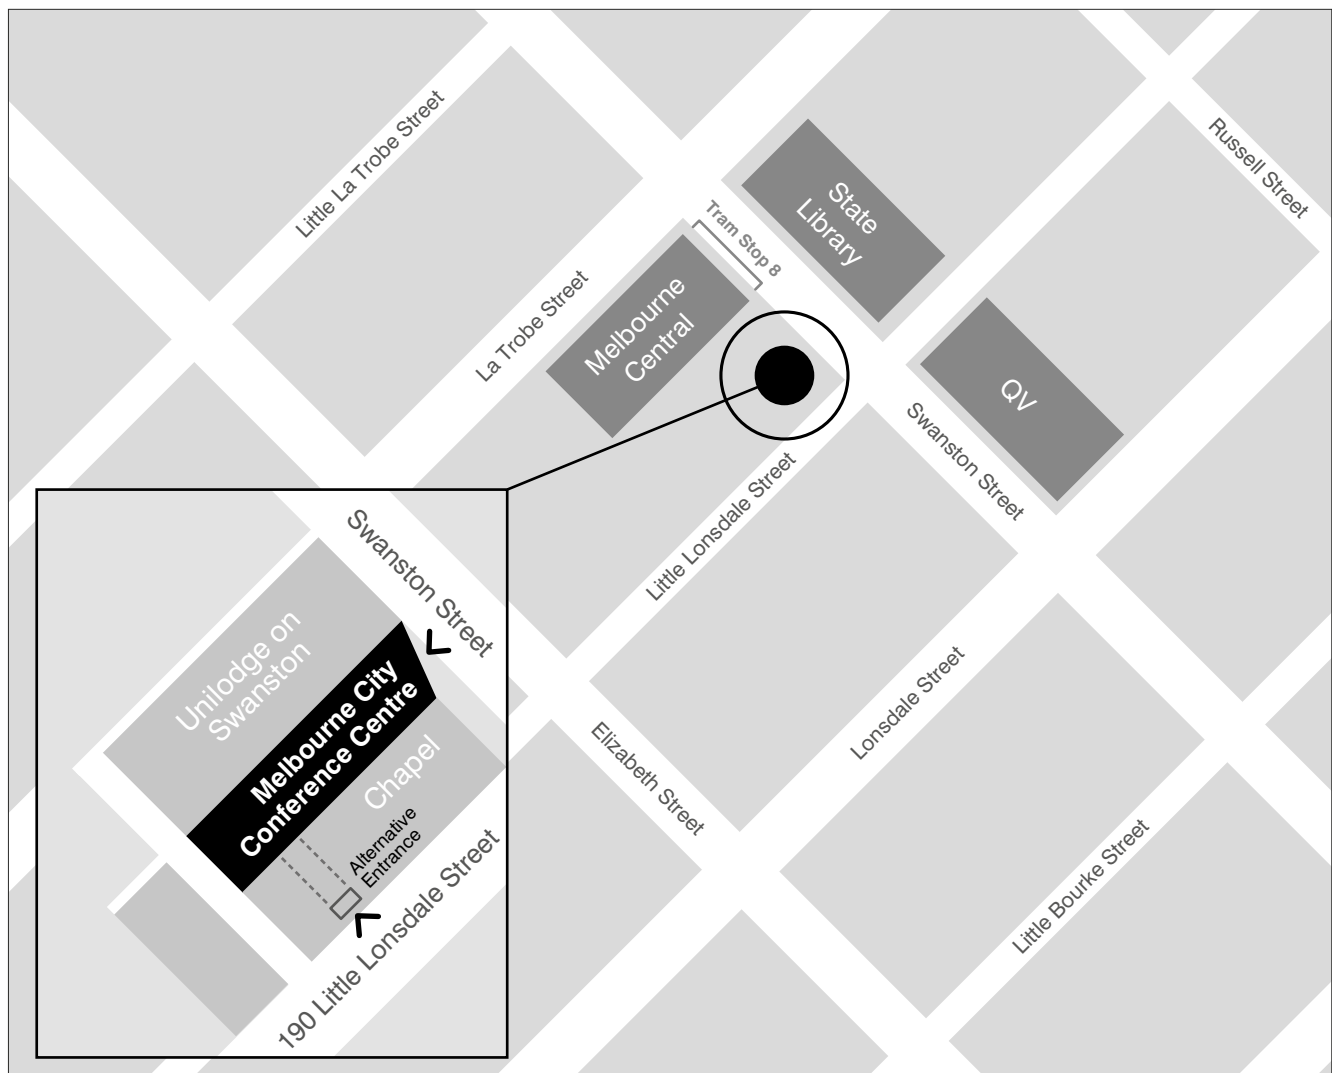 Little La Trobe Street
Russell Street
State
Library
Tram Stop 8
La Trobe Street
Melbourne
Central
QV
Swanston Street
Little Lonsdale Street
Swanston Street
Unilodge on
Swanston
Melbourne City
Conference Centre
Chapel
Alternative
Entrance
190 Little Lonsdale Street
Elizabeth Street
Lonsdale Street
Little Bourke Street